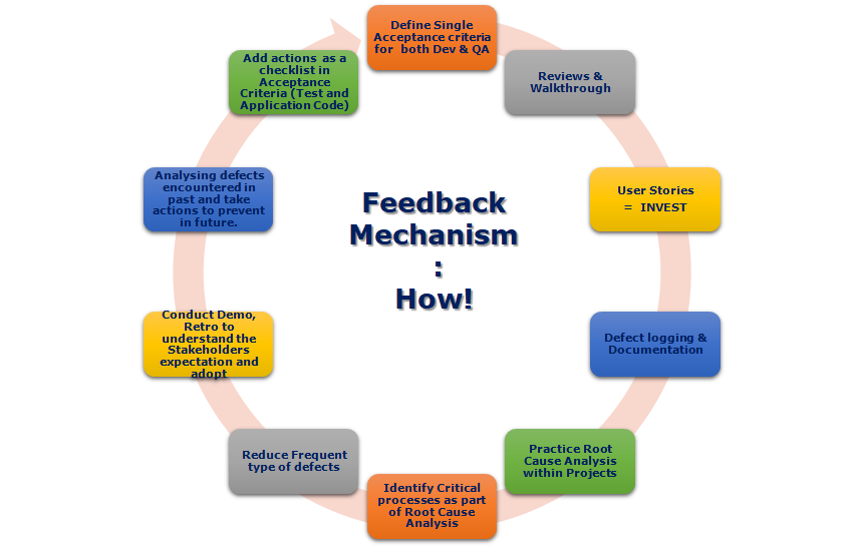 Define Single
Acceptance criteria
for both Dev & QA
Reviews &
Walkthrough
User Stories
= INVEST
Defect logging &
Documentation
Practice Root
Cause Analysis
within Projects
Identify Critical
processes as part
of Root Cause
Analysis
Reduce Frequent
type of defects
Conduct Demo,
Retro to
understand the
Stakeholders
expectation and
adopt
Analysing defects
encountered in
past and take
actions to prevent
in future.
Add actions as a
checklist in
Acceptance
Criteria (Test and
Application Code)
Feedback
Mechanism
:
How!